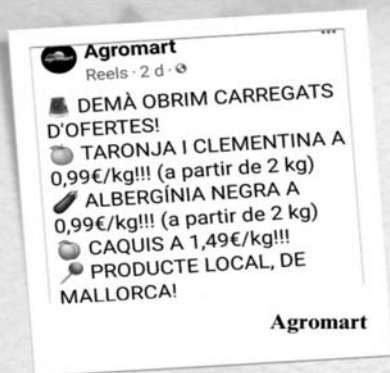 Agromart
Agromart
Reels · 2 d ·
DEMÀ OBRIM CARREGATS
D'OFERTES!
TARONJA I CLEMENTINA A
0,99€/kg!!! (a partir de 2 kg)
ALBERGÍNIA NEGRA A
0,99€/kg!!! (a partir de 2 kg)
CAQUIS A 1,49€/kg!!!
PRODUCTE LOCAL, DE
MALLORCA!
Agromart